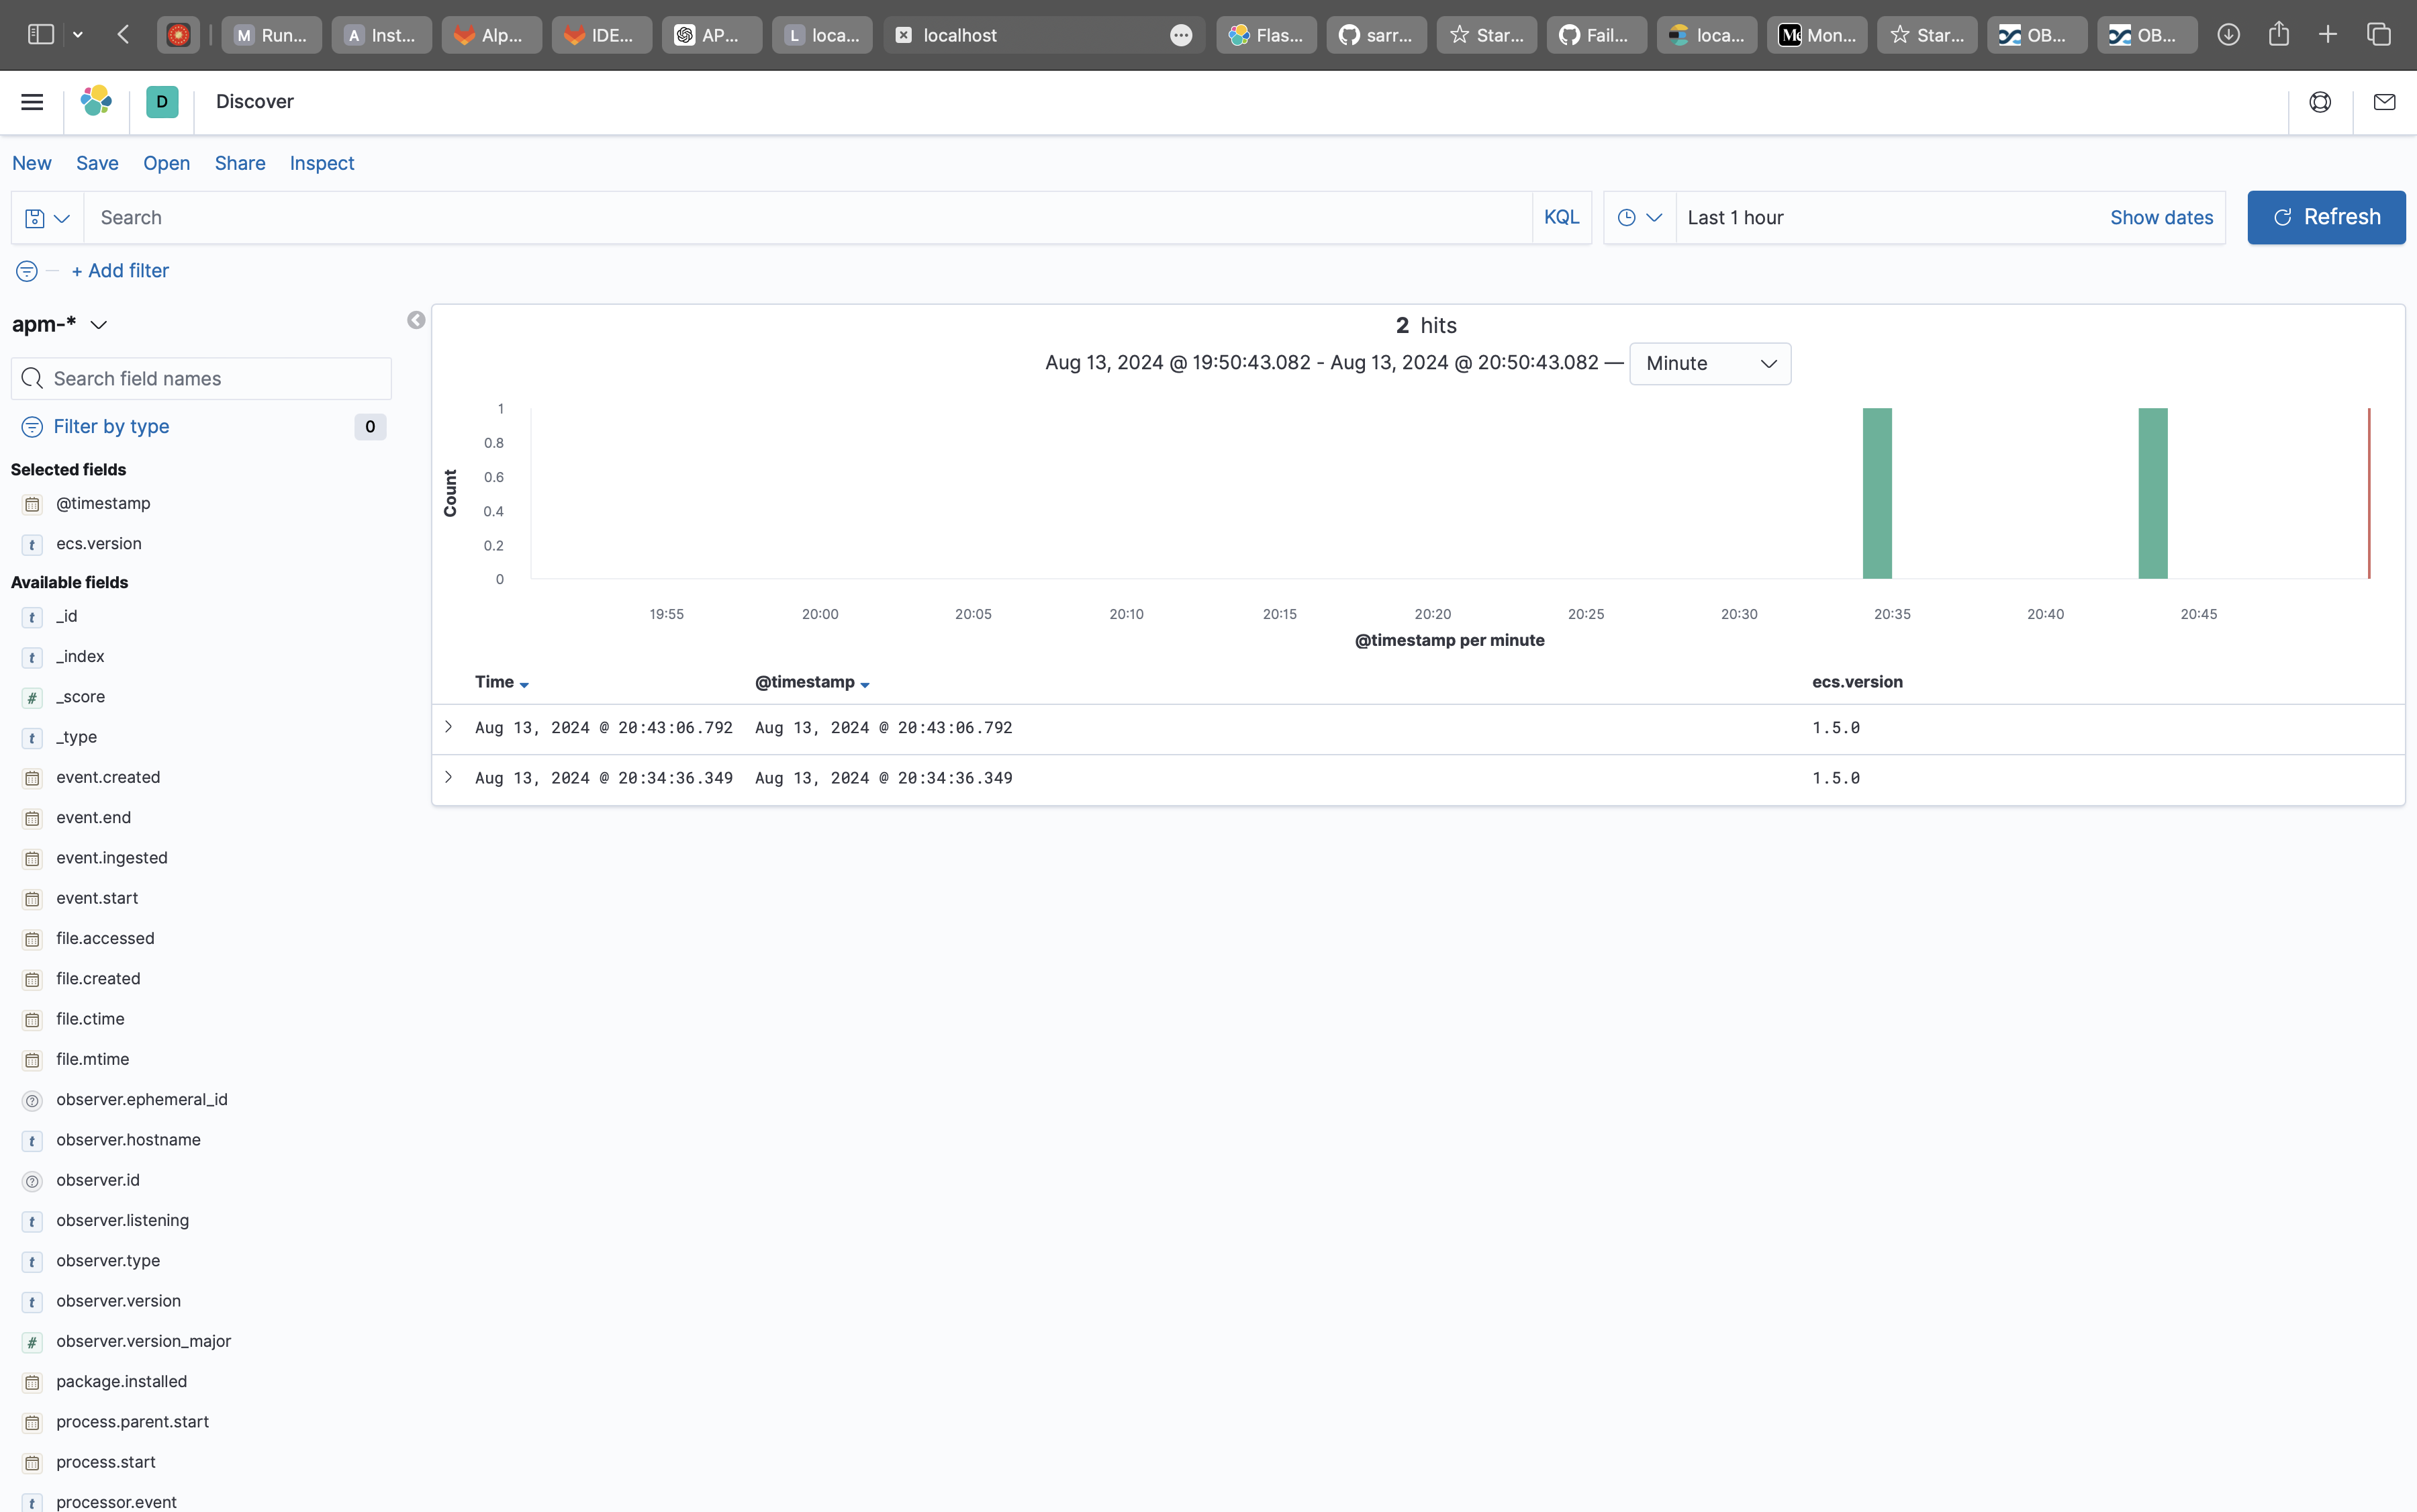 M Run... A Inst... Alp... IDE... AP... L loca... localhost Flas... sarr... Star... Fail... loca... Mon... Star... OB... OB...
D Discover
New Save Open Share Inspect
Search KQL Last 1 hour Show dates Refresh
+ Add filter
apm-*
Search field names
Filter by type 0
Selected fields
@timestamp
t ecs.version
Available fields
t _id
t _index
# _score
t _type
event.created
event.end
event.ingested
event.start
file.accessed
file.created
file.ctime
file.mtime
? observer.ephemeral_id
t observer.hostname
? observer.id
t observer.listening
t observer.type
t observer.version
# observer.version_major
package.installed
process.parent.start
process.start
t processor.event
2 hits
Aug 13, 2024 @ 19:50:43.082 - Aug 13, 2024 @ 20:50:43.082 — Minute
Count
1
0.8
0.6
0.4
0.2
0
19:55 20:00 20:05 20:10 20:15 20:20 20:25 20:30 20:35 20:40 20:45
@timestamp per minute
Time @timestamp ecs.version
Aug 13, 2024 @ 20:43:06.792 Aug 13, 2024 @ 20:43:06.792 1.5.0
Aug 13, 2024 @ 20:34:36.349 Aug 13, 2024 @ 20:34:36.349 1.5.0